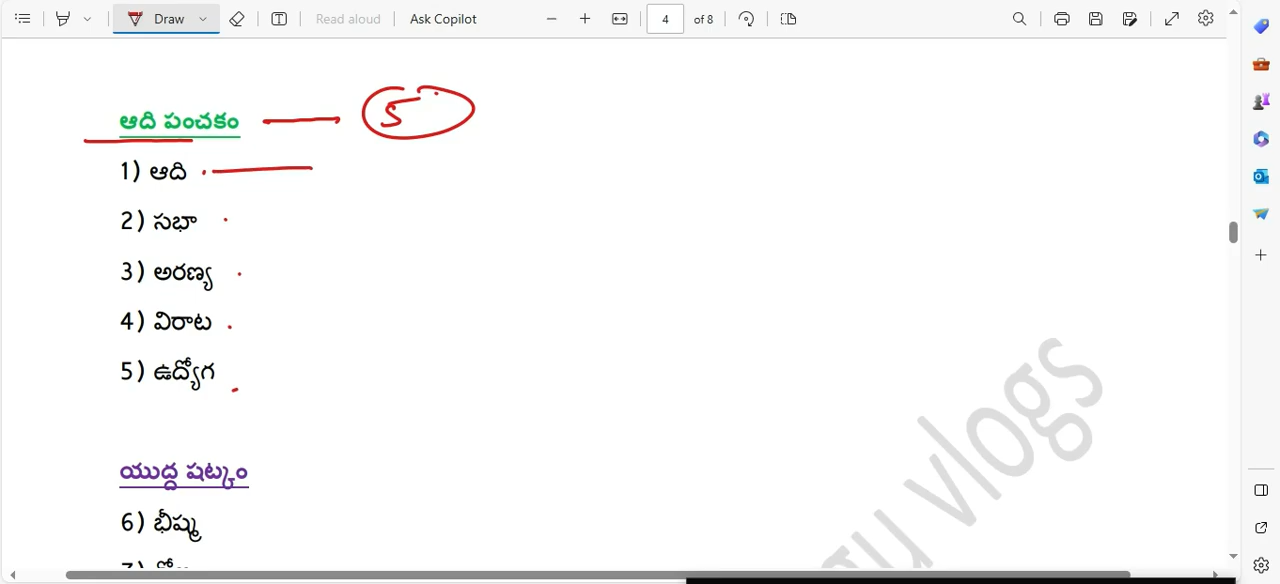 Draw
Read aloud
Ask Copilot
4 of 8
ఆది పంచకం 5
1) ఆది
2) సభా
3) అరణ్య
4) విరాట
5) ఉద్యోగ
యుద్ధ షట్కం
6) భీష్మ
vlogs